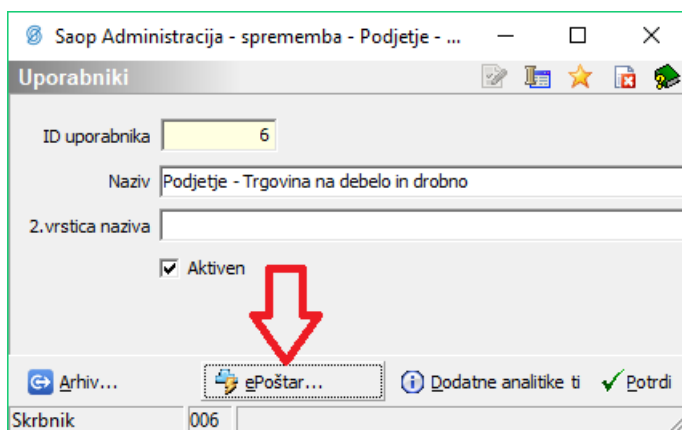 Saop Administracija - sprememba - Podjetje - ...
Uporabniki
ID uporabnika 6
Naziv Podjetje - Trgovina na debelo in drobno
2.vrstica naziva
Aktiven
Arhiv... ePoštar... Dodatne analitike ti Potrdi
Skrbnik 006